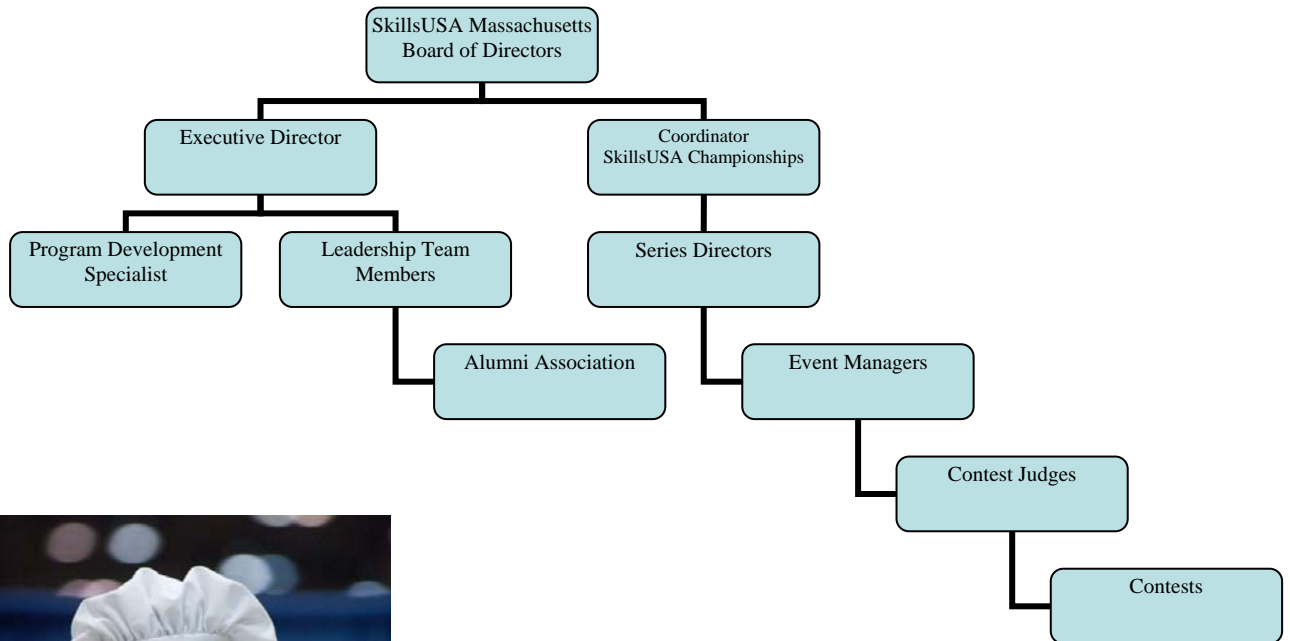 SkillsUSA Massachusetts
Board of Directors
Executive Director
Coordinator
SkillsUSA Championships
Program Development
Specialist
Leadership Team
Members
Series Directors
Alumni Association
Event Managers
Contest Judges
Contests